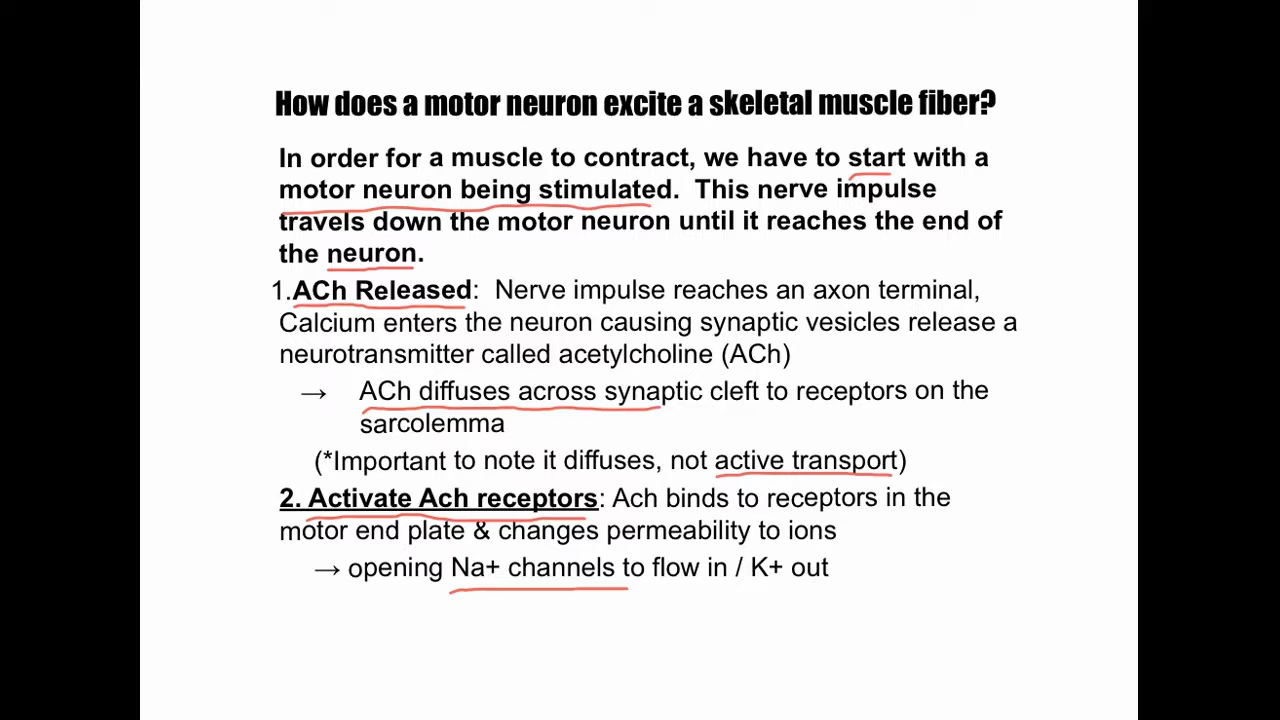 How does a motor neuron excite a skeletal muscle fiber?
In order for a muscle to contract, we have to start with a
motor neuron being stimulated.  This nerve impulse
travels down the motor neuron until it reaches the end of
the neuron.
1.ACh Released:  Nerve impulse reaches an axon terminal,
Calcium enters the neuron causing synaptic vesicles release a
neurotransmitter called acetylcholine (ACh)
→ ACh diffuses across synaptic cleft to receptors on the
sarcolemma
(*Important to note it diffuses, not active transport)
2. Activate Ach receptors: Ach binds to receptors in the
motor end plate & changes permeability to ions
→ opening Na+ channels to flow in / K+ out